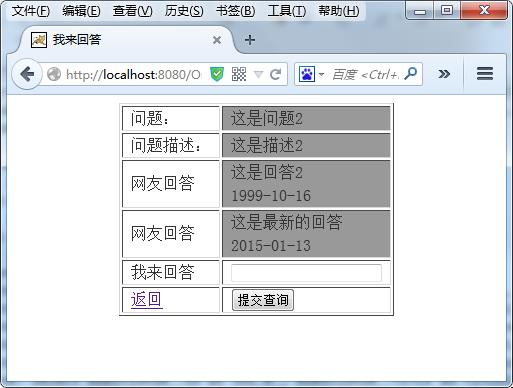 文件(F) 编辑(E) 查看(V) 历史(S) 书签(B) 工具(T) 帮助(H)
我来回答
http://localhost:8080/O
百度 <Ctrl+
问题: 这是问题2
问题描述: 这是描述2
网友回答 这是回答2
1999-10-16
网友回答 这是最新的回答
2015-01-13
我来回答
返回 提交查询